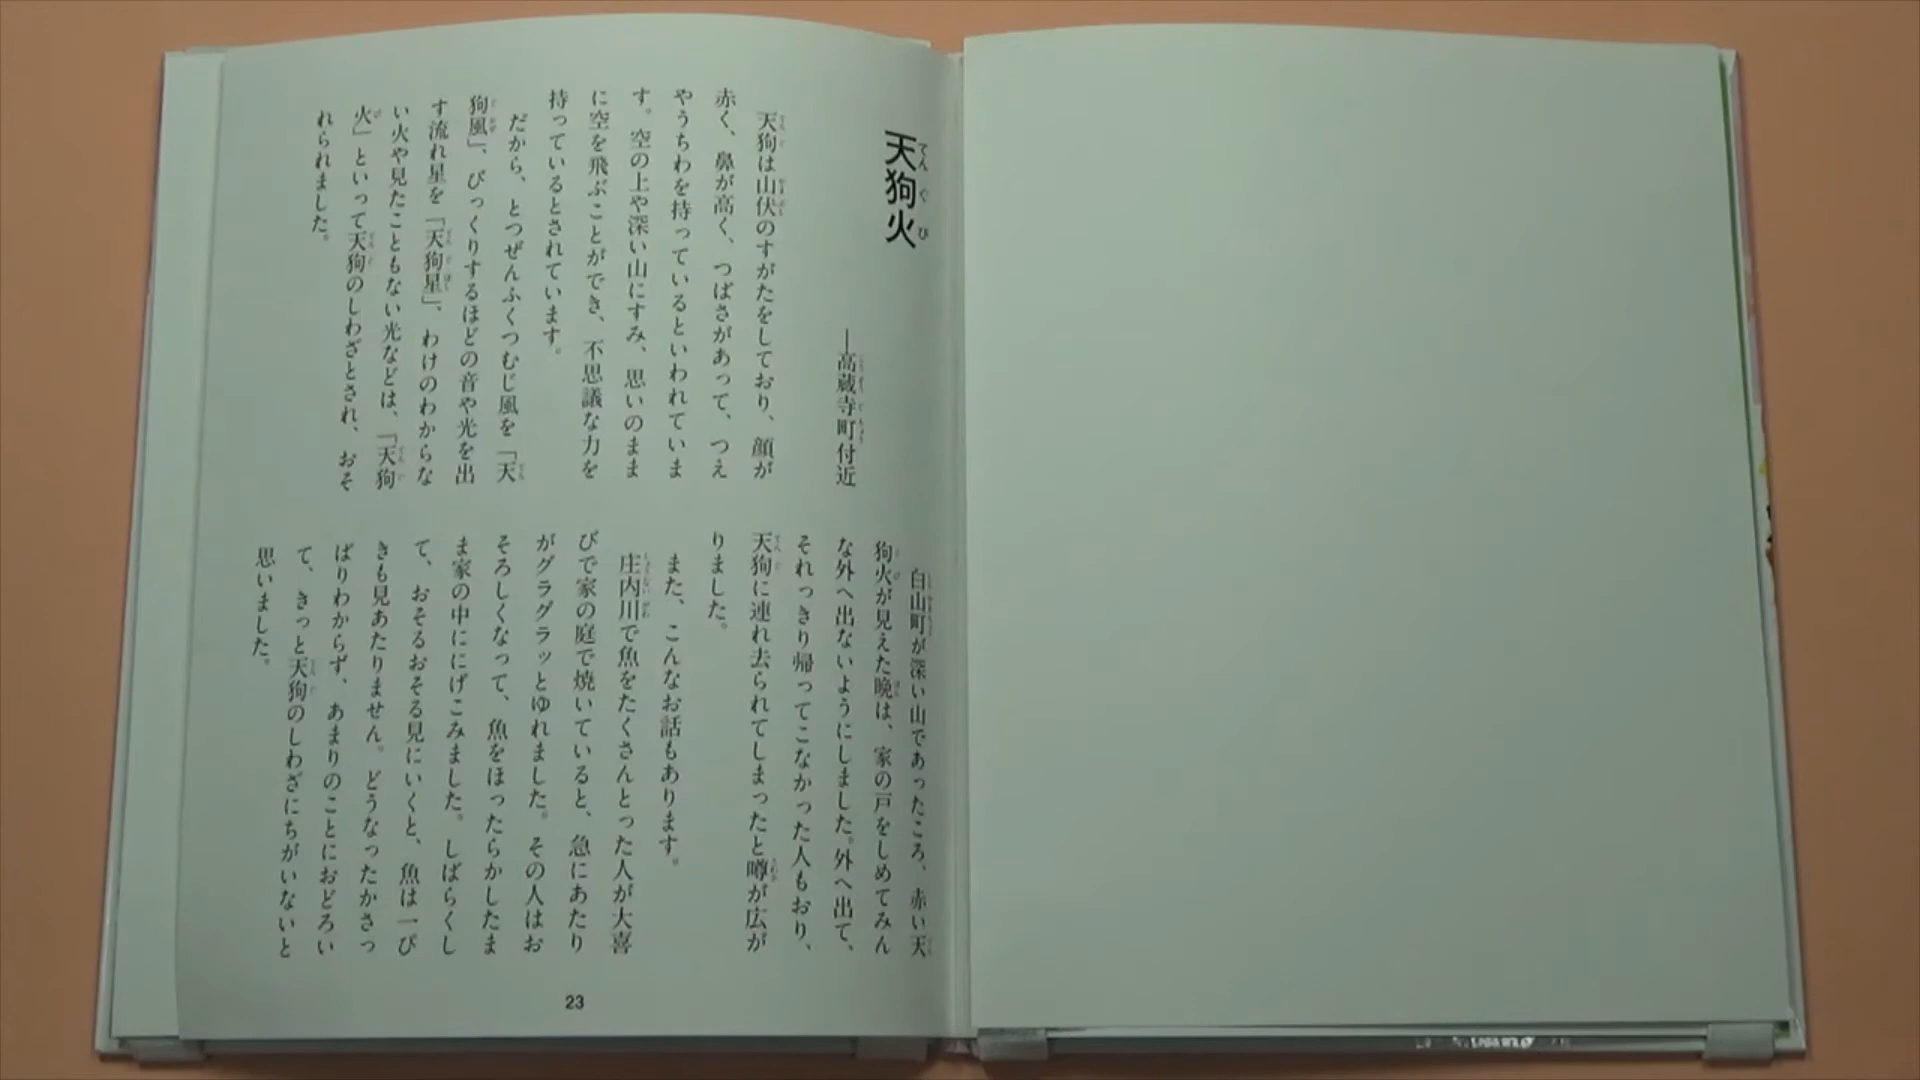 天狗火
―高蔵寺町付近
天狗は山伏のすがたをしており、顔が
赤く、鼻が高く、つばさがあって、つえ
やうちわを持っているといわれていま
す。空の上や深い山にすみ、思いのまま
に空を飛ぶことができ、不思議な力を
持っているとされています。
だから、とつぜんふくつむじ風を「天
狗風」、びっくりするほどの音や光を出
す流れ星を「天狗星」、わけのわからな
い火や見たこともない光などは、「天狗
火」といって天狗のしわざとされ、おそ
れられました。
白山町が深い山であったころ、赤い天
狗火が見えた晩は、家の戸をしめてみん
な外へ出ないようにしました。外へ出て、
それっきり帰ってこなかった人もおり、
天狗に連れ去られてしまったと噂が広が
りました。
また、こんなお話もあります。
庄内川で魚をたくさんとった人が大喜
びで家の庭で焼いていると、急にあたり
がグラグラッとゆれました。その人はお
そろしくなって、魚をほったらかしたま
ま家の中ににげこみました。しばらくし
て、おそるおそる見にいくと、魚は一ぴ
きも見あたりません。どうなったかさっ
ぱりわからず、あまりのことにおどろい
て、きっと天狗のしわざにちがいないと
思いました。
23